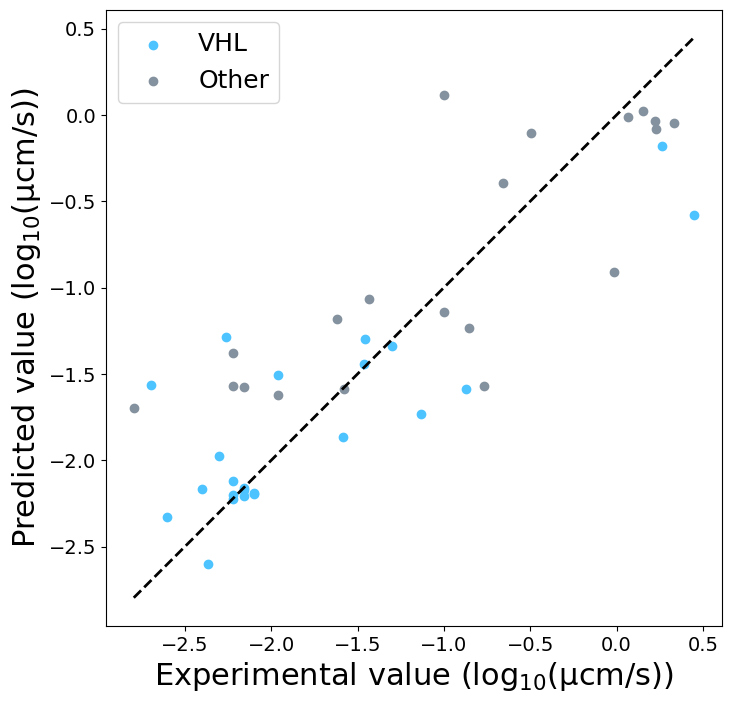 VHL
Other
0.5
0.0
−0.5
−1.0
−1.5
−2.0
−2.5
Predicted value (log₁₀(µcm/s))
−2.5 −2.0 −1.5 −1.0 −0.5 0.0 0.5
Experimental value (log₁₀(µcm/s))